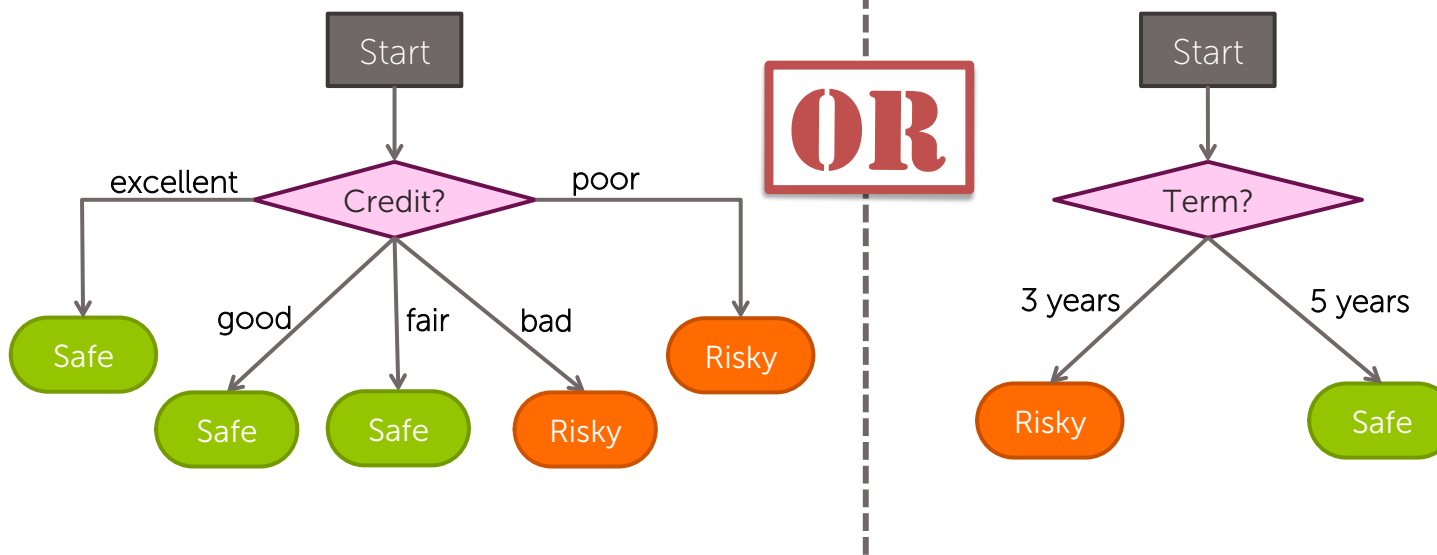 Start
Credit?
excellent
good
fair
bad
poor
Safe
Safe
Safe
Risky
Risky
OR
Start
Term?
3 years
5 years
Risky
Safe